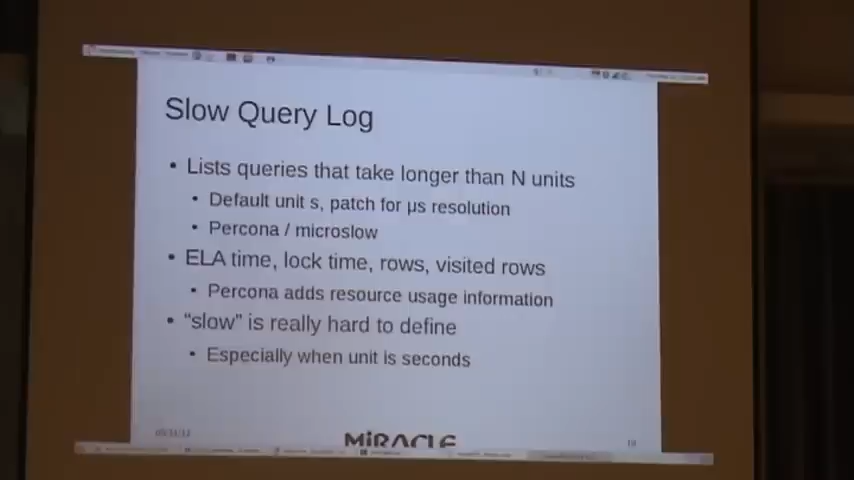 Slow Query Log
• Lists queries that take longer than N units
• Default unit s, patch for µs resolution
• Percona / microslow
• ELA time, lock time, rows, visited rows
• Percona adds resource usage information
• “slow” is really hard to define
• Especially when unit is seconds
MIRACLE